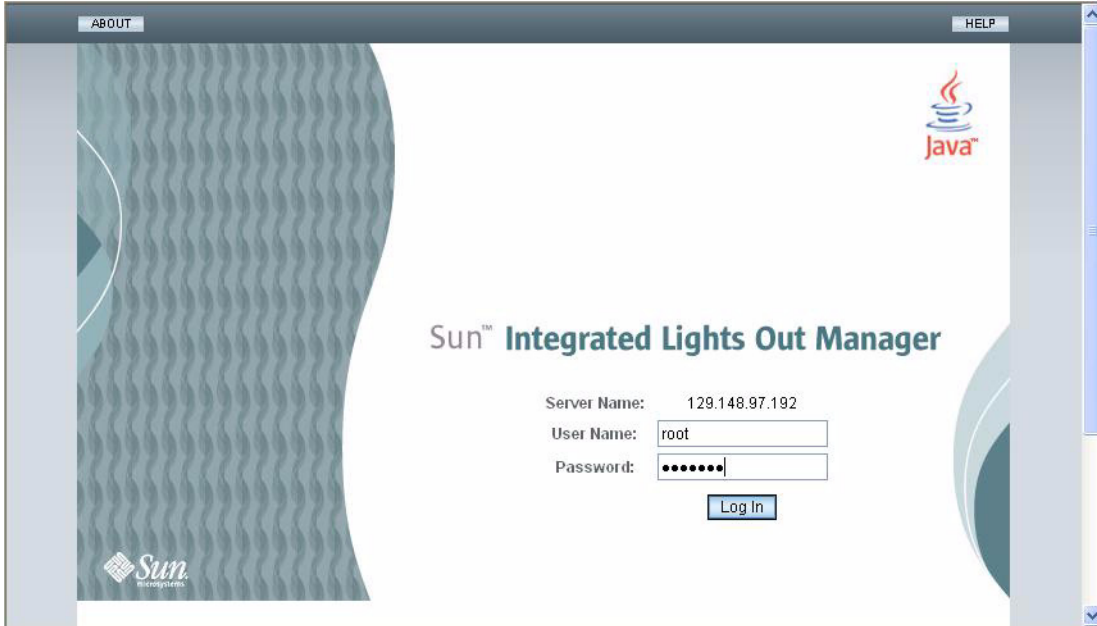 ABOUT
HELP
Java™
Sun™ Integrated Lights Out Manager
Server Name: 129.148.97.192
User Name: root
Password: •••••••
Log In
Sun
microsystems